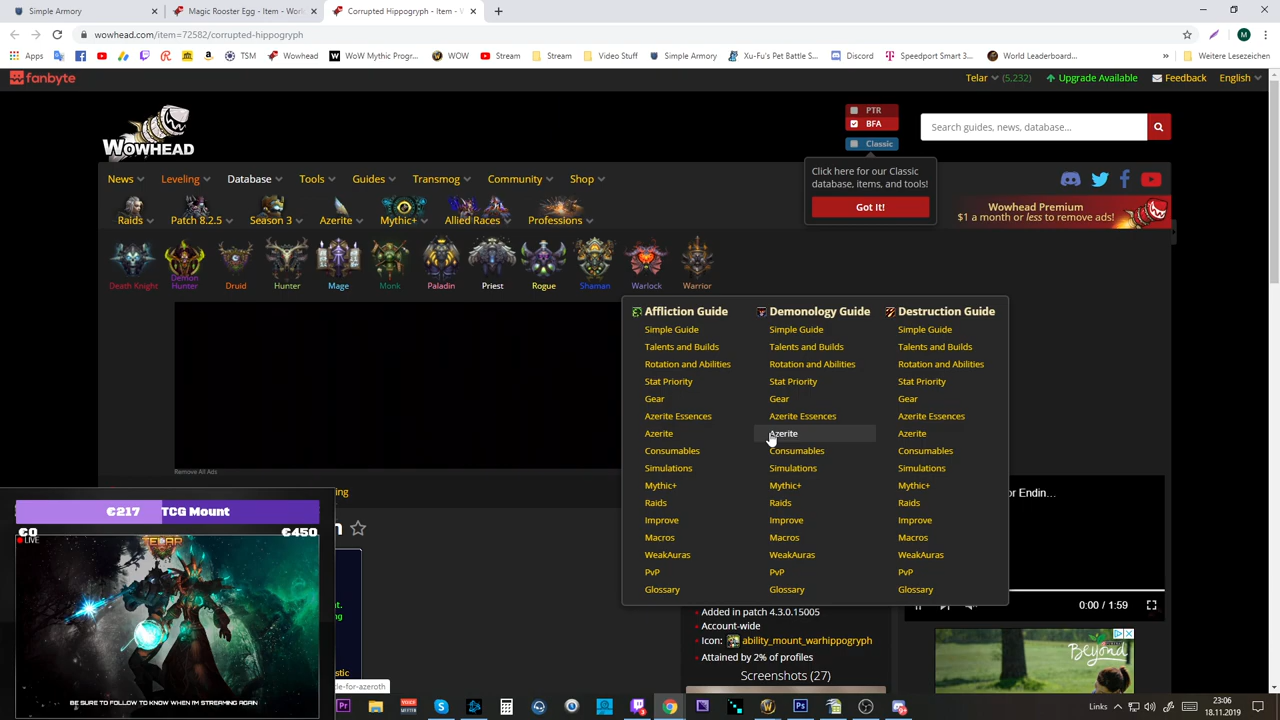 Simple Armory
Magic Rooster Egg - Item - Worl
Corrupted Hippogryph - Item - W
wowhead.com/item=72582/corrupted-hippogryph
Apps
TSM
Wowhead
WoW Mythic Progr...
WOW
Stream
Stream
Video Stuff
Simple Armory
Xu-Fu's Pet Battle S...
Discord
Speedport Smart 3...
World Leaderboard...
»
Weitere Lesezeichen
fanbyte
Telar (5,232) Upgrade Available Feedback English
WOWHEAD
PTR
BFA
Classic
Search guides, news, database...
Click here for our Classic
database, items, and tools!
Got It!
News Leveling Database Tools Guides Transmog Community Shop
Raids Patch 8.2.5 Season 3 Azerite Mythic+ Allied Races Professions
Wowhead Premium
$1 a month or less to remove ads!
Death Knight Demon Hunter Druid Hunter Mage Monk Paladin Priest Rogue Shaman Warlock Warrior
Affliction Guide Demonology Guide Destruction Guide
Simple Guide Simple Guide Simple Guide
Talents and Builds Talents and Builds Talents and Builds
Rotation and Abilities Rotation and Abilities Rotation and Abilities
Stat Priority Stat Priority Stat Priority
Gear Gear Gear
Azerite Essences Azerite Essences Azerite Essences
Azerite Azerite Azerite
Consumables Consumables Consumables
Simulations Simulations Simulations
Mythic+ Mythic+ Mythic+
Raids Raids Raids
Improve Improve Improve
Macros Macros Macros
WeakAuras WeakAuras WeakAuras
PvP PvP PvP
Glossary Glossary Glossary
Remove All Ads
or Endin...
0:00 / 1:59
€217 TCG Mount
€0 €450
LIVE
TELAR
BE SURE TO FOLLOW TO KNOW WHEN I'M STREAMING AGAIN
Added in patch 4.3.0.15005
Account-wide
Icon: ability_mount_warhippogryph
Attained by 2% of profiles
Screenshots (27)
Beyond
Links
23:06
18.11.2019